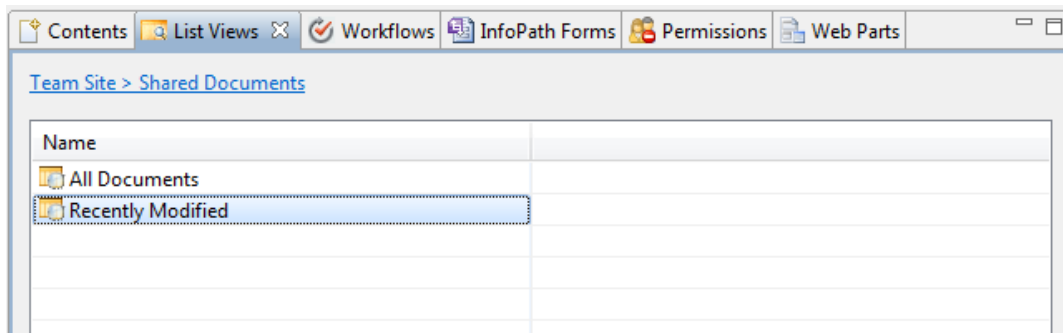 Contents List Views Workflows InfoPath Forms Permissions Web Parts
Team Site > Shared Documents
Name
All Documents
Recently Modified